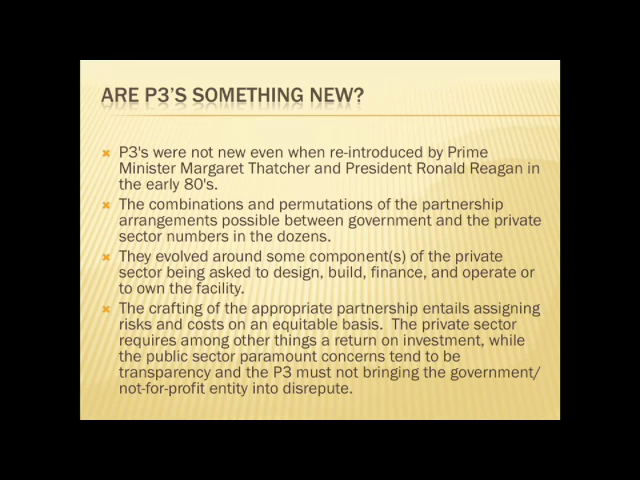 ARE P3'S SOMETHING NEW?
P3's were not new even when re-introduced by Prime
Minister Margaret Thatcher and President Ronald Reagan in
the early 80's.
The combinations and permutations of the partnership
arrangements possible between government and the private
sector numbers in the dozens.
They evolved around some component(s) of the private
sector being asked to design, build, finance, and operate or
to own the facility.
The crafting of the appropriate partnership entails assigning
risks and costs on an equitable basis.  The private sector
requires among other things a return on investment, while
the public sector paramount concerns tend to be
transparency and the P3 must not bringing the government/
not-for-profit entity into disrepute.